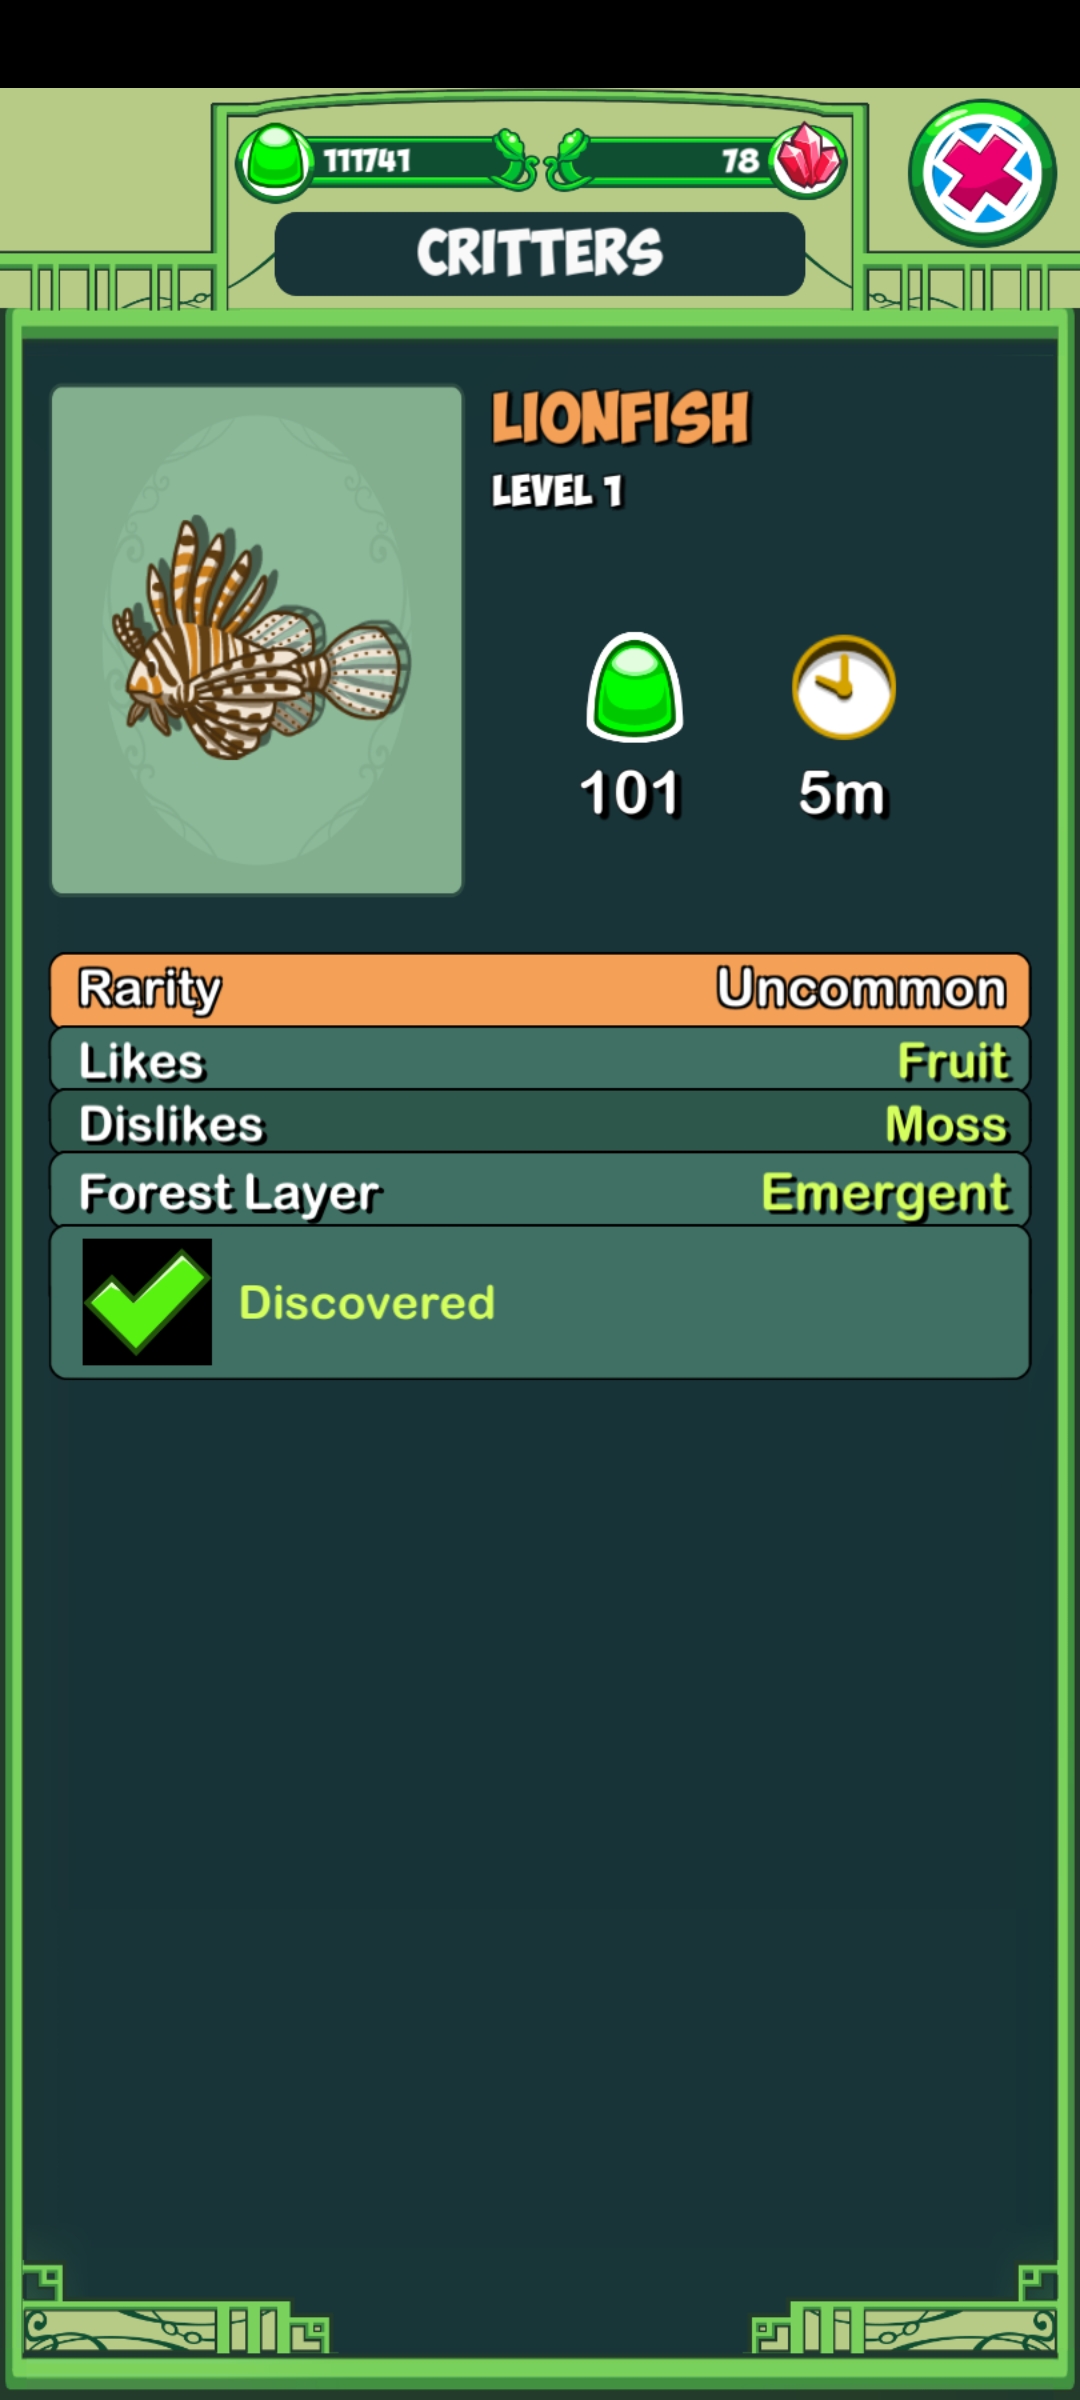 111741 78
CRITTERS
LIONFISH
LEVEL 1
101 5m
Rarity Uncommon
Likes Fruit
Dislikes Moss
Forest Layer Emergent
Discovered